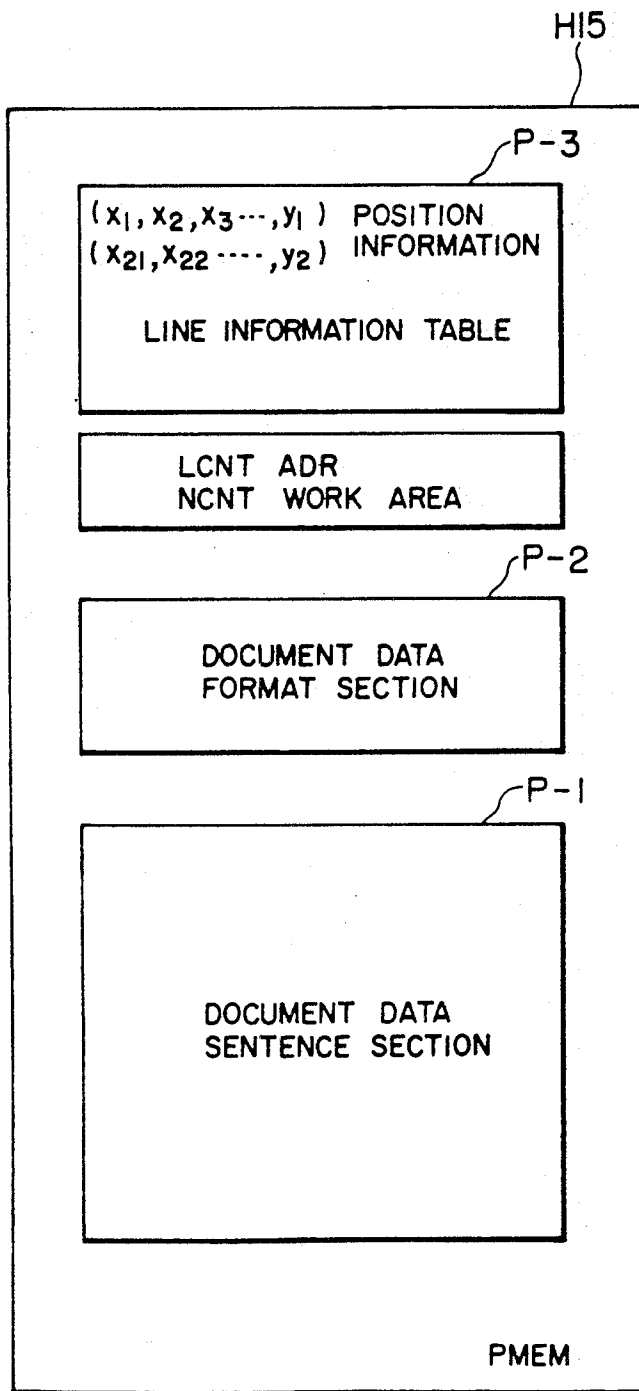 H15
P-3
(x1, x2, x3---, y1) POSITION
(x21, x22----, y2) INFORMATION
LINE INFORMATION TABLE
LCNT ADR
NCNT WORK AREA
P-2
DOCUMENT DATA
FORMAT SECTION
P-1
DOCUMENT DATA
SENTENCE SECTION
PMEM